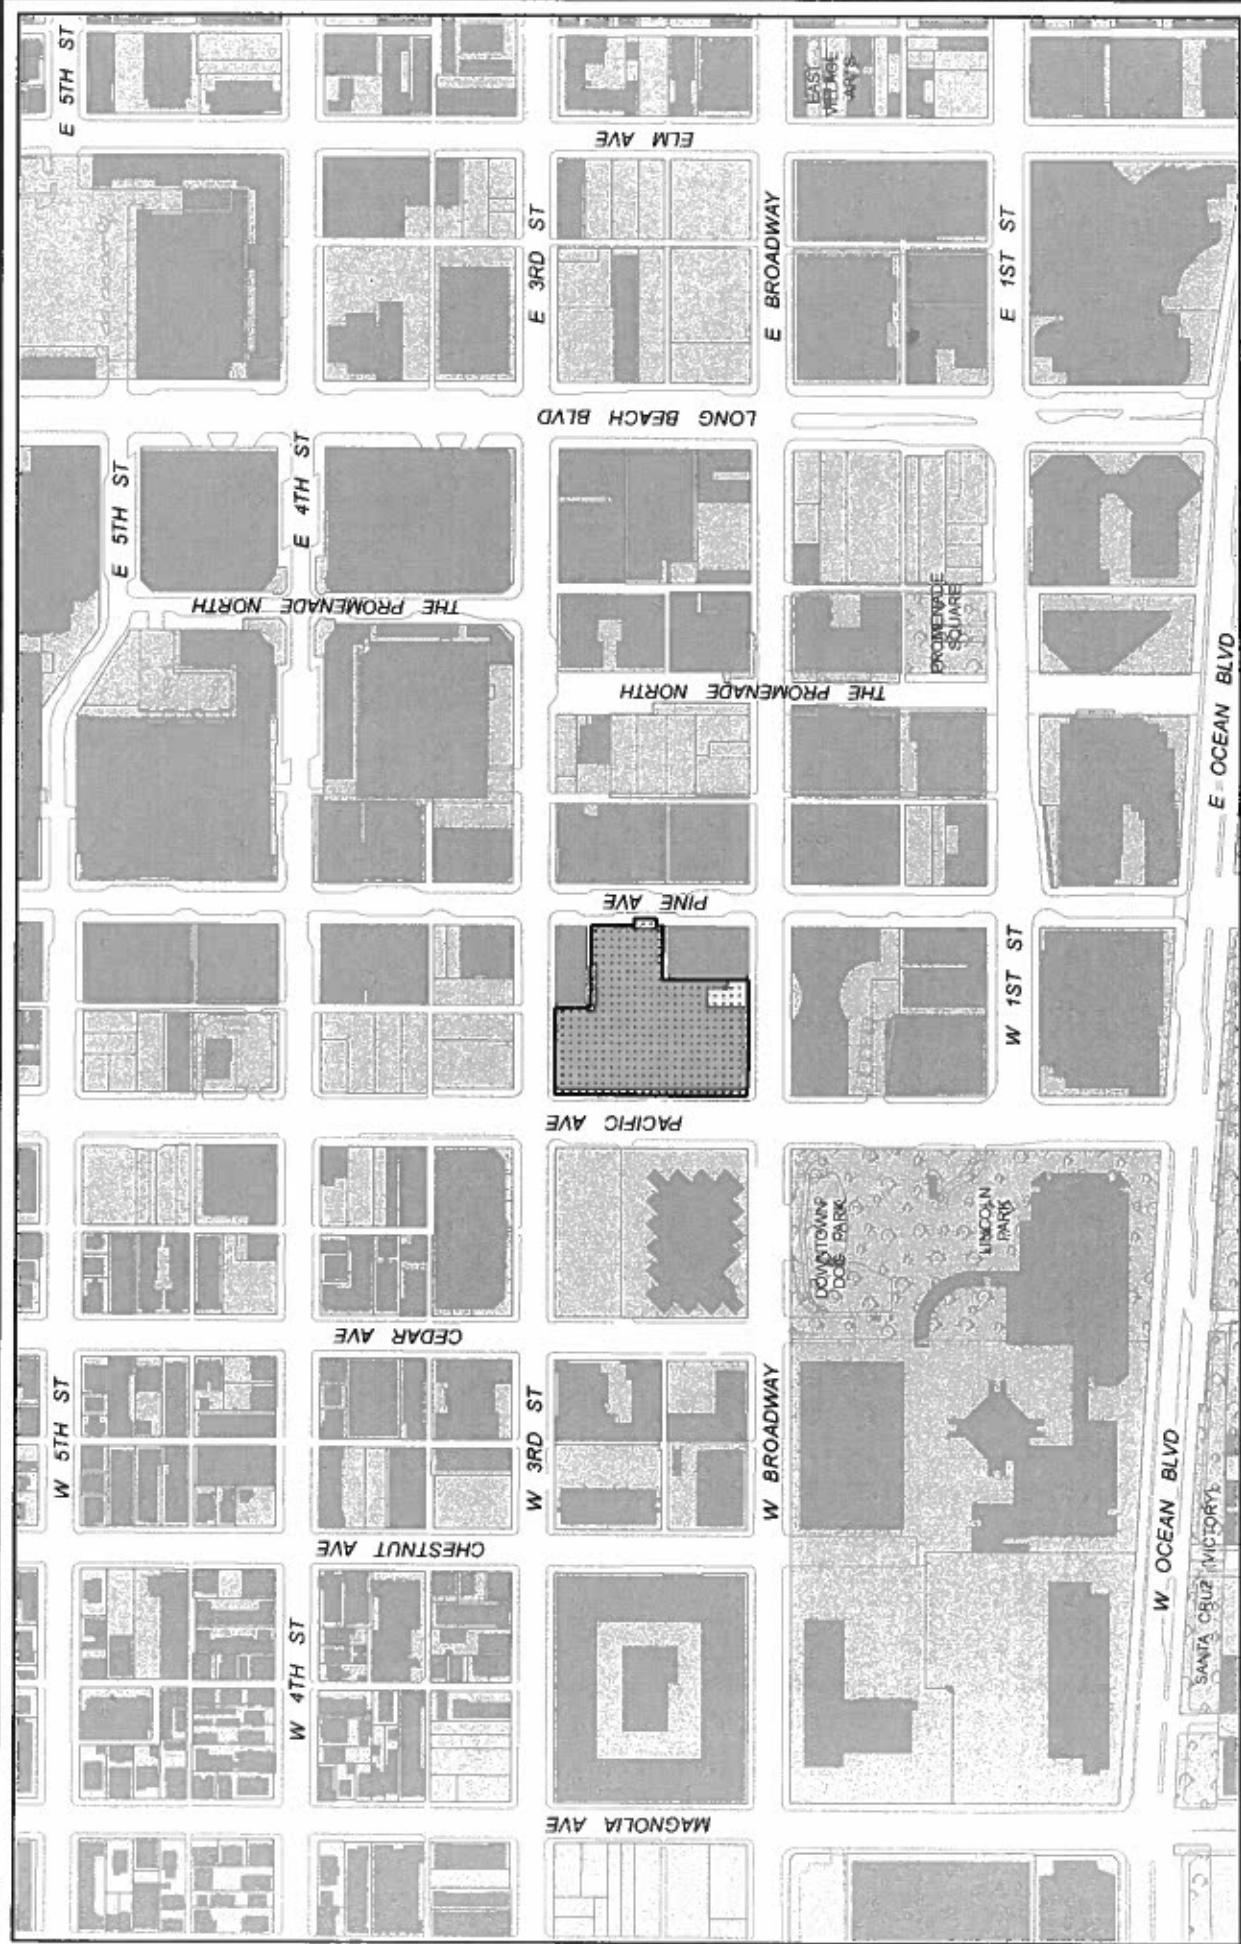 E 5TH ST
EAST
VILLAGE
ARTS
ELM AVE
E 3RD ST
E BROADWAY
E 1ST ST
LONG BEACH BLVD
E 5TH ST
E 4TH ST
THE PROMENADE NORTH
PROMENADE
SQUARE
THE PROMENADE NORTH
E OCEAN BLVD
PINE AVE
W 1ST ST
PACIFIC AVE
DOWNTOWN
DOG PARK
LINCOLN
PARK
CEDAR AVE
W 5TH ST
W 3RD ST
W BROADWAY
W OCEAN BLVD
CHESTNUT AVE
W 4TH ST
SANTA CRUZ (VICTORY)
MAGNOLIA AVE